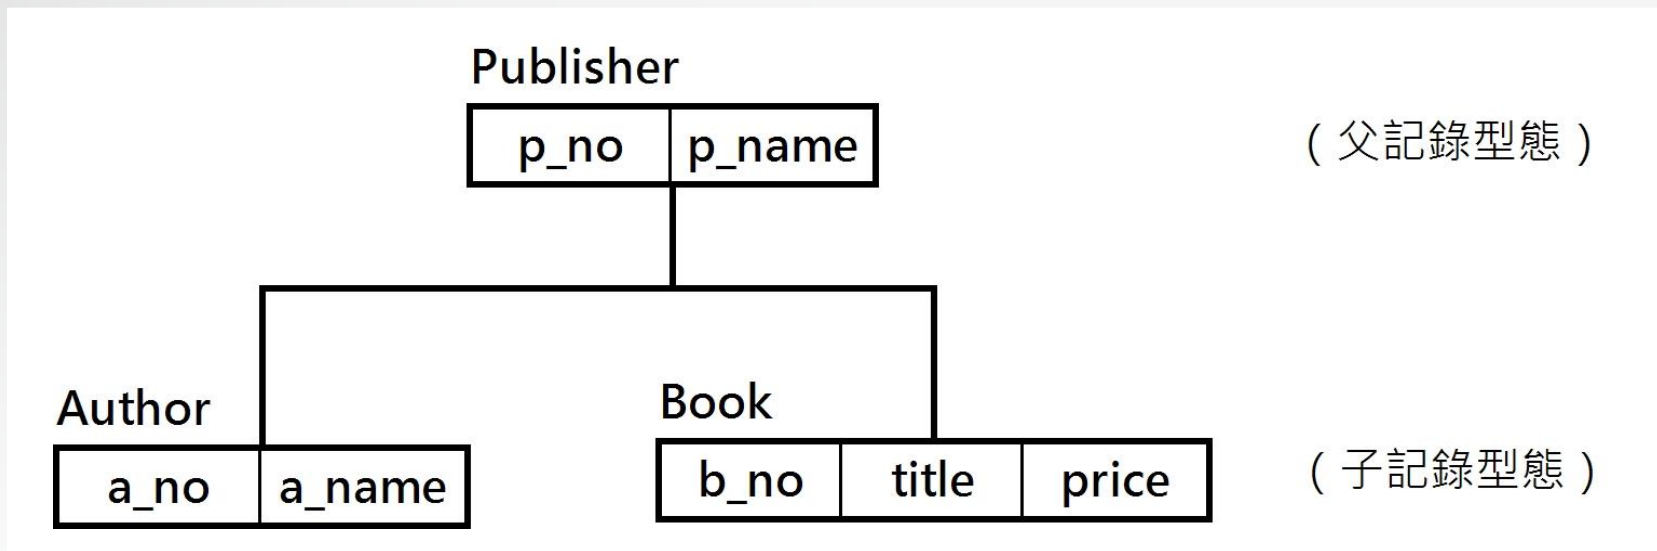 Publisher
p_no p_name (父記錄型態)
Author
Book
a_no a_name
b_no title price (子記錄型態)